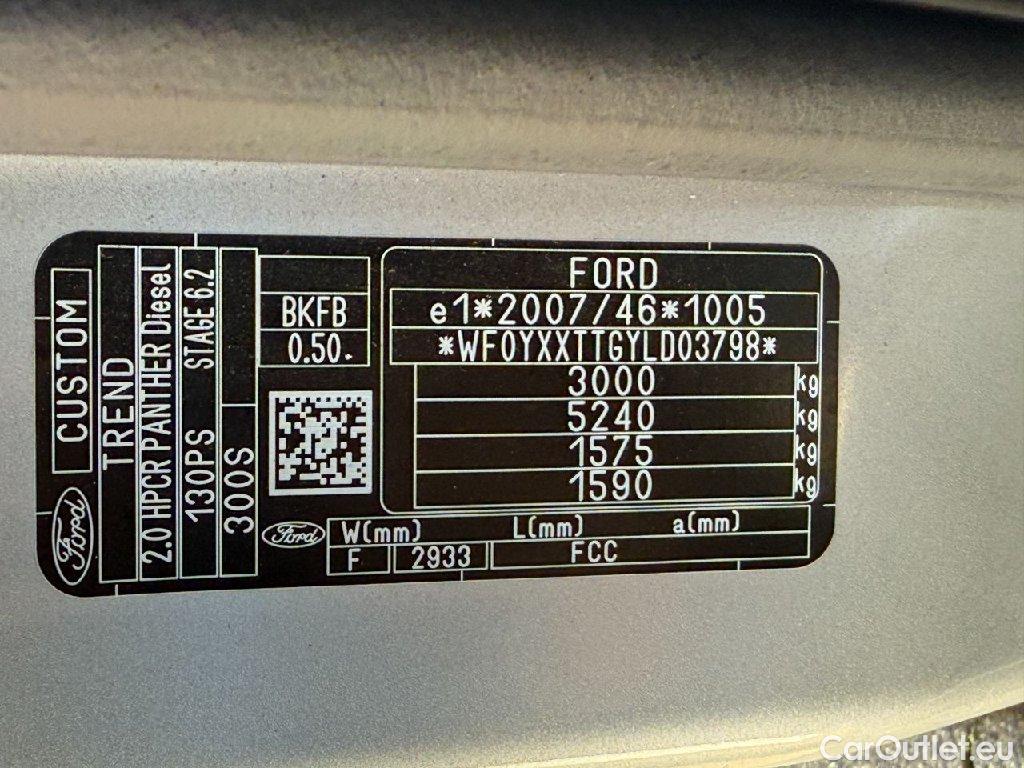 CUSTOM
Ford
TREND
2.0 HPCR PANTHER Diesel
130PS STAGE 6.2
300S
BKFB
0.50-
Ford
FORD
e1*2007/46*1005
*WF0YXXTTGYLD03798*
3000 kg
5240 kg
1575 kg
1590 kg
W(mm) L(mm) a(mm)
F 2933 FCC
CarOutlet.eu